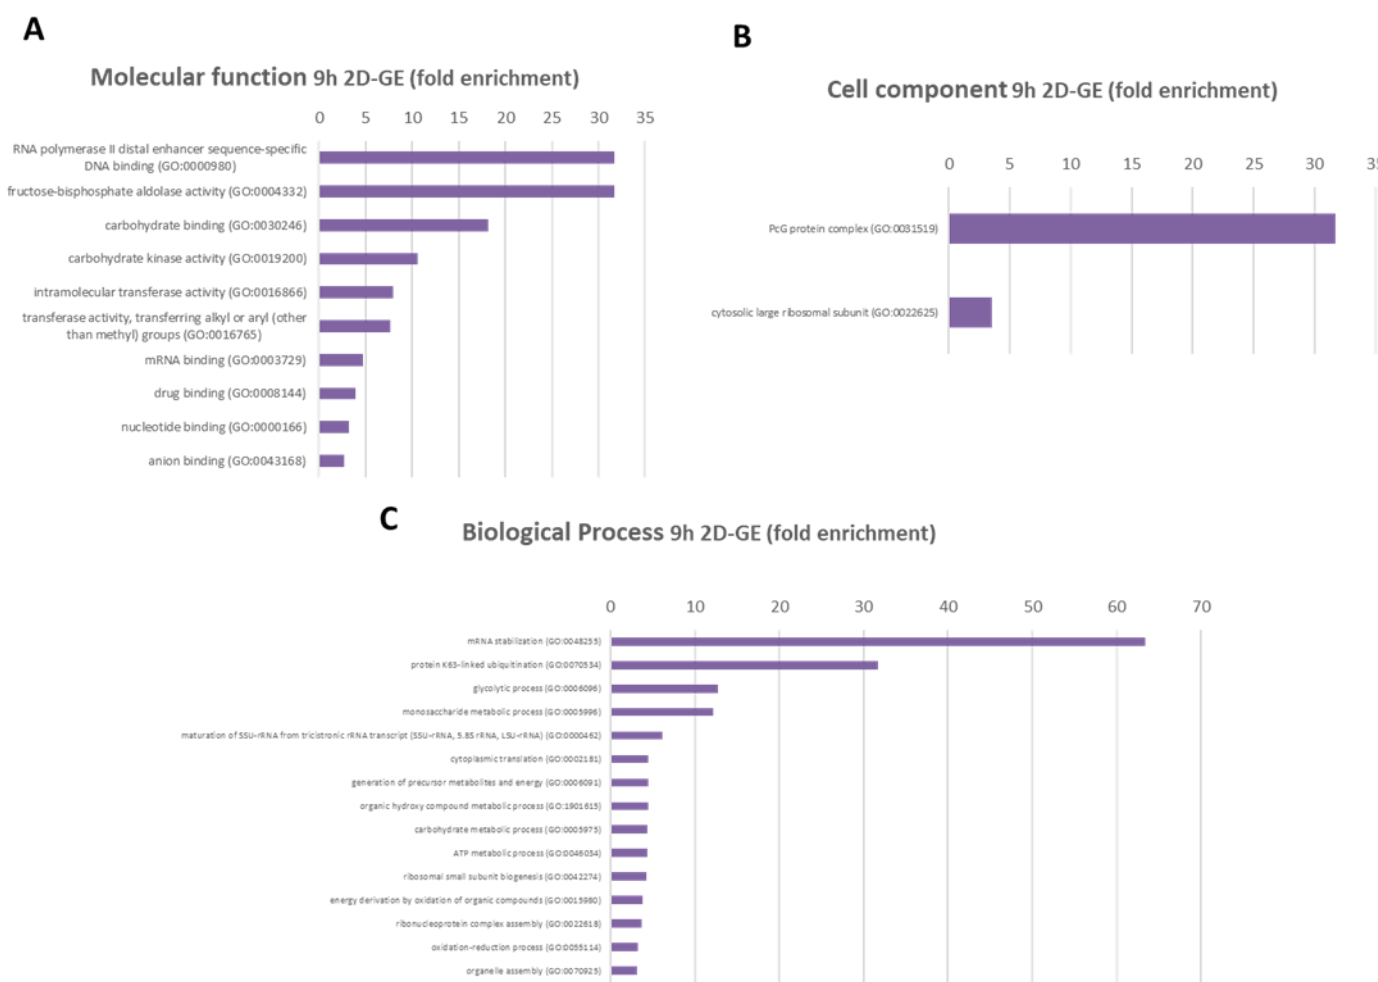 A
Molecular function 9h 2D-GE (fold enrichment)
0 5 10 15 20 25 30 35
RNA polymerase II distal enhancer sequence-specific
DNA binding (GO:0000980)
fructose-bisphosphate aldolase activity (GO:0004332)
carbohydrate binding (GO:0030246)
carbohydrate kinase activity (GO:0019200)
intramolecular transferase activity (GO:0016866)
transferase activity, transferring alkyl or aryl (other
than methyl) groups (GO:0016765)
mRNA binding (GO:0003729)
drug binding (GO:0008144)
nucleotide binding (GO:0000166)
anion binding (GO:0043168)
B
Cell component 9h 2D-GE (fold enrichment)
0 5 10 15 20 25 30 35
PcG protein complex (GO:0031519)
cytosolic large ribosomal subunit (GO:0022625)
C
Biological Process 9h 2D-GE (fold enrichment)
0 10 20 30 40 50 60 70
mRNA stabilization (GO:0048255)
protein K63-linked ubiquitination (GO:0070534)
glycolytic process (GO:0006096)
monosaccharide metabolic process (GO:0005996)
maturation of SSU-rRNA from tricistronic rRNA transcript (SSU-rRNA, 5.8S rRNA, LSU-rRNA) (GO:0000462)
cytoplasmic translation (GO:0002181)
generation of precursor metabolites and energy (GO:0006091)
organic hydroxy compound metabolic process (GO:1901615)
carbohydrate metabolic process (GO:0005975)
ATP metabolic process (GO:0046034)
ribosomal small subunit biogenesis (GO:0042274)
energy derivation by oxidation of organic compounds (GO:0015980)
ribonucleoprotein complex assembly (GO:0022618)
oxidation-reduction process (GO:0055114)
organelle assembly (GO:0070925)